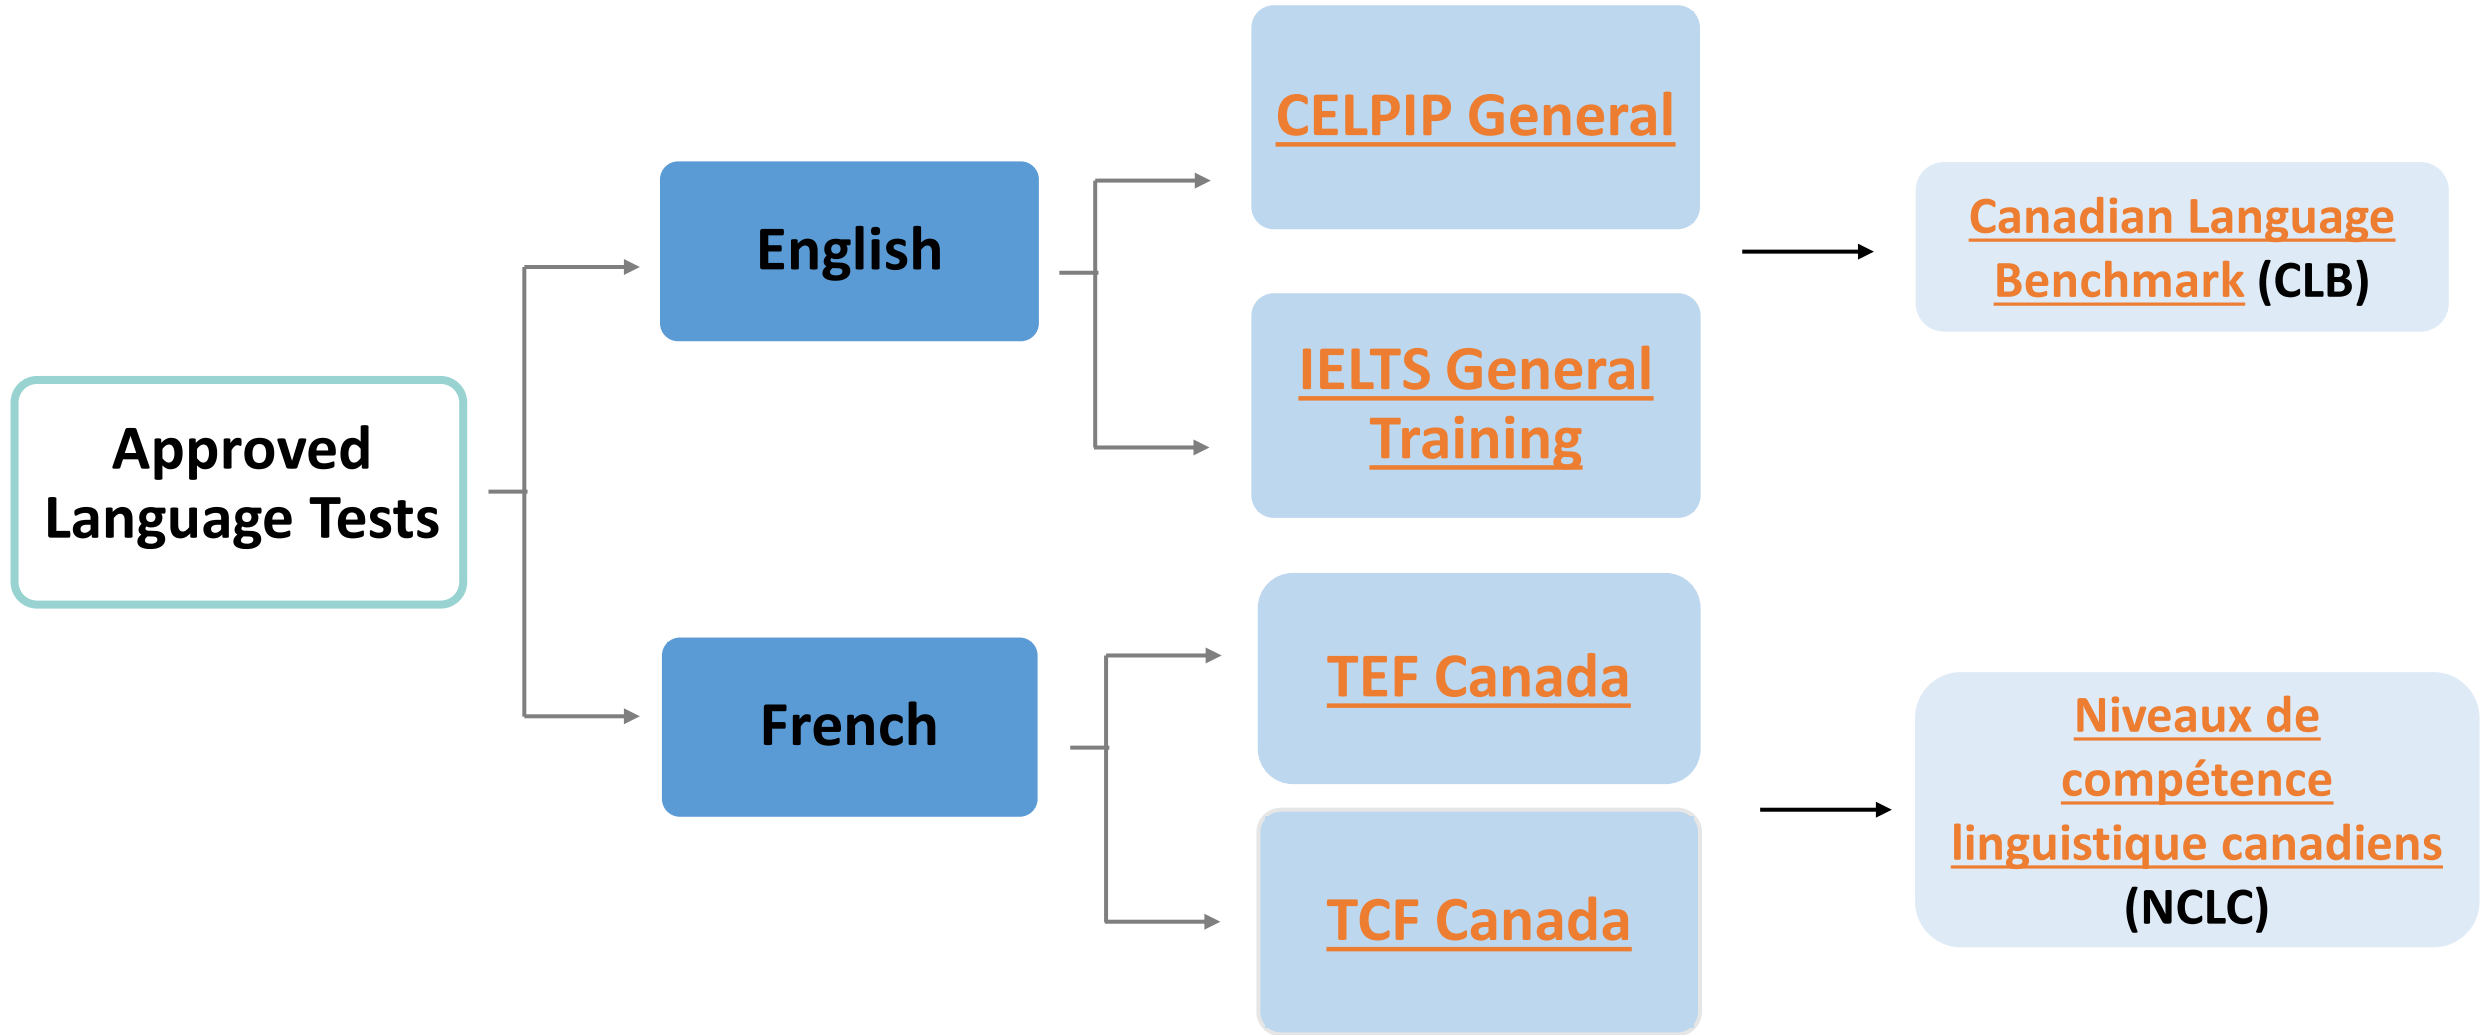 Approved
Language Tests
English
CELPIP General
IELTS General
Training
Canadian Language
Benchmark (CLB)
French
TEF Canada
TCF Canada
Niveaux de
compétence
linguistique canadiens
(NCLC)